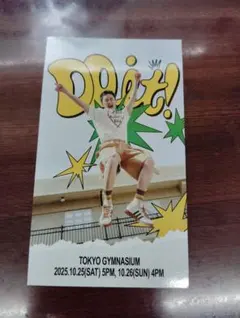 Do it!
TOKYO GYMNASIUM
2025.10.25(SAT) 5PM, 10.26(SUN) 4PM